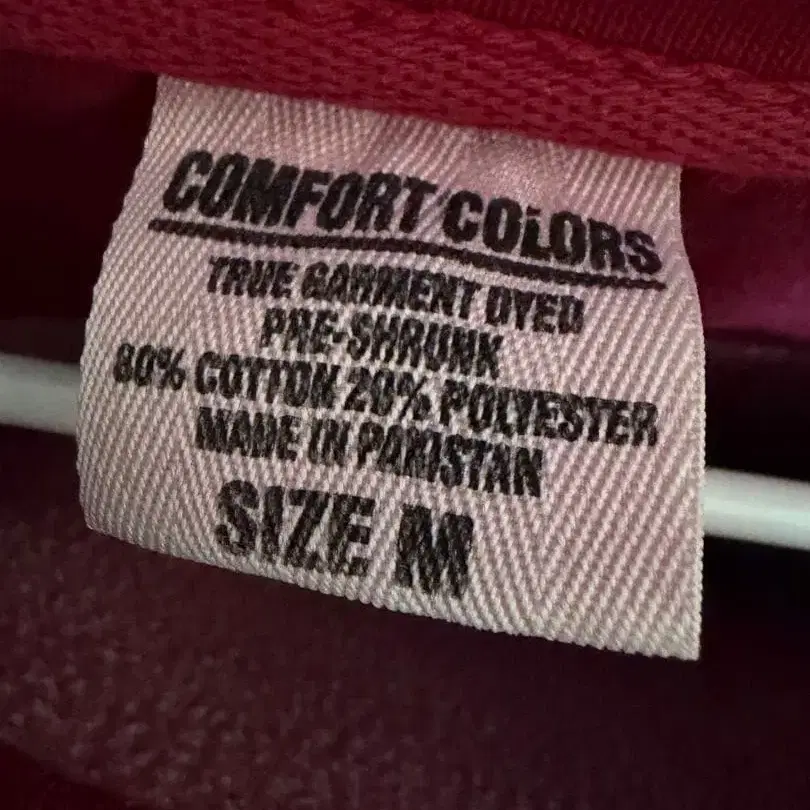 COMFORT COLORS
TRUE GARMENT DYED
PRE-SHRUNK
80% COTTON 20% POLYESTER
MADE IN PAKISTAN
SIZE M